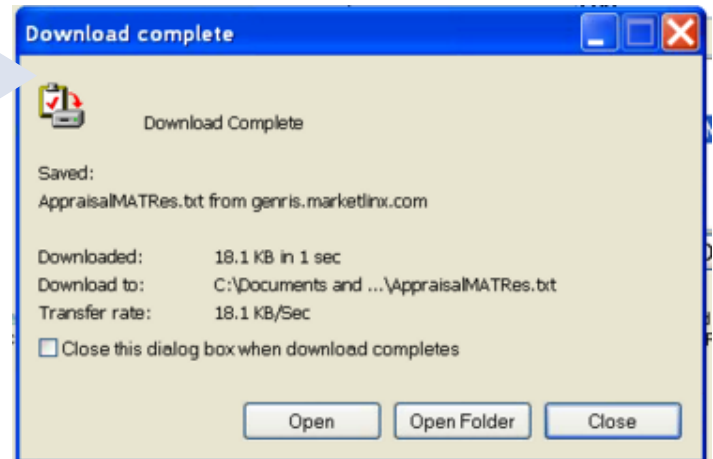 Download complete
Download Complete
Saved:
AppraisalMATRes.txt from genris.marketlinx.com
Downloaded: 18.1 KB in 1 sec
Download to: C:\Documents and ...\AppraisalMATRes.txt
Transfer rate: 18.1 KB/Sec
Close this dialog box when download completes
Open Open Folder Close